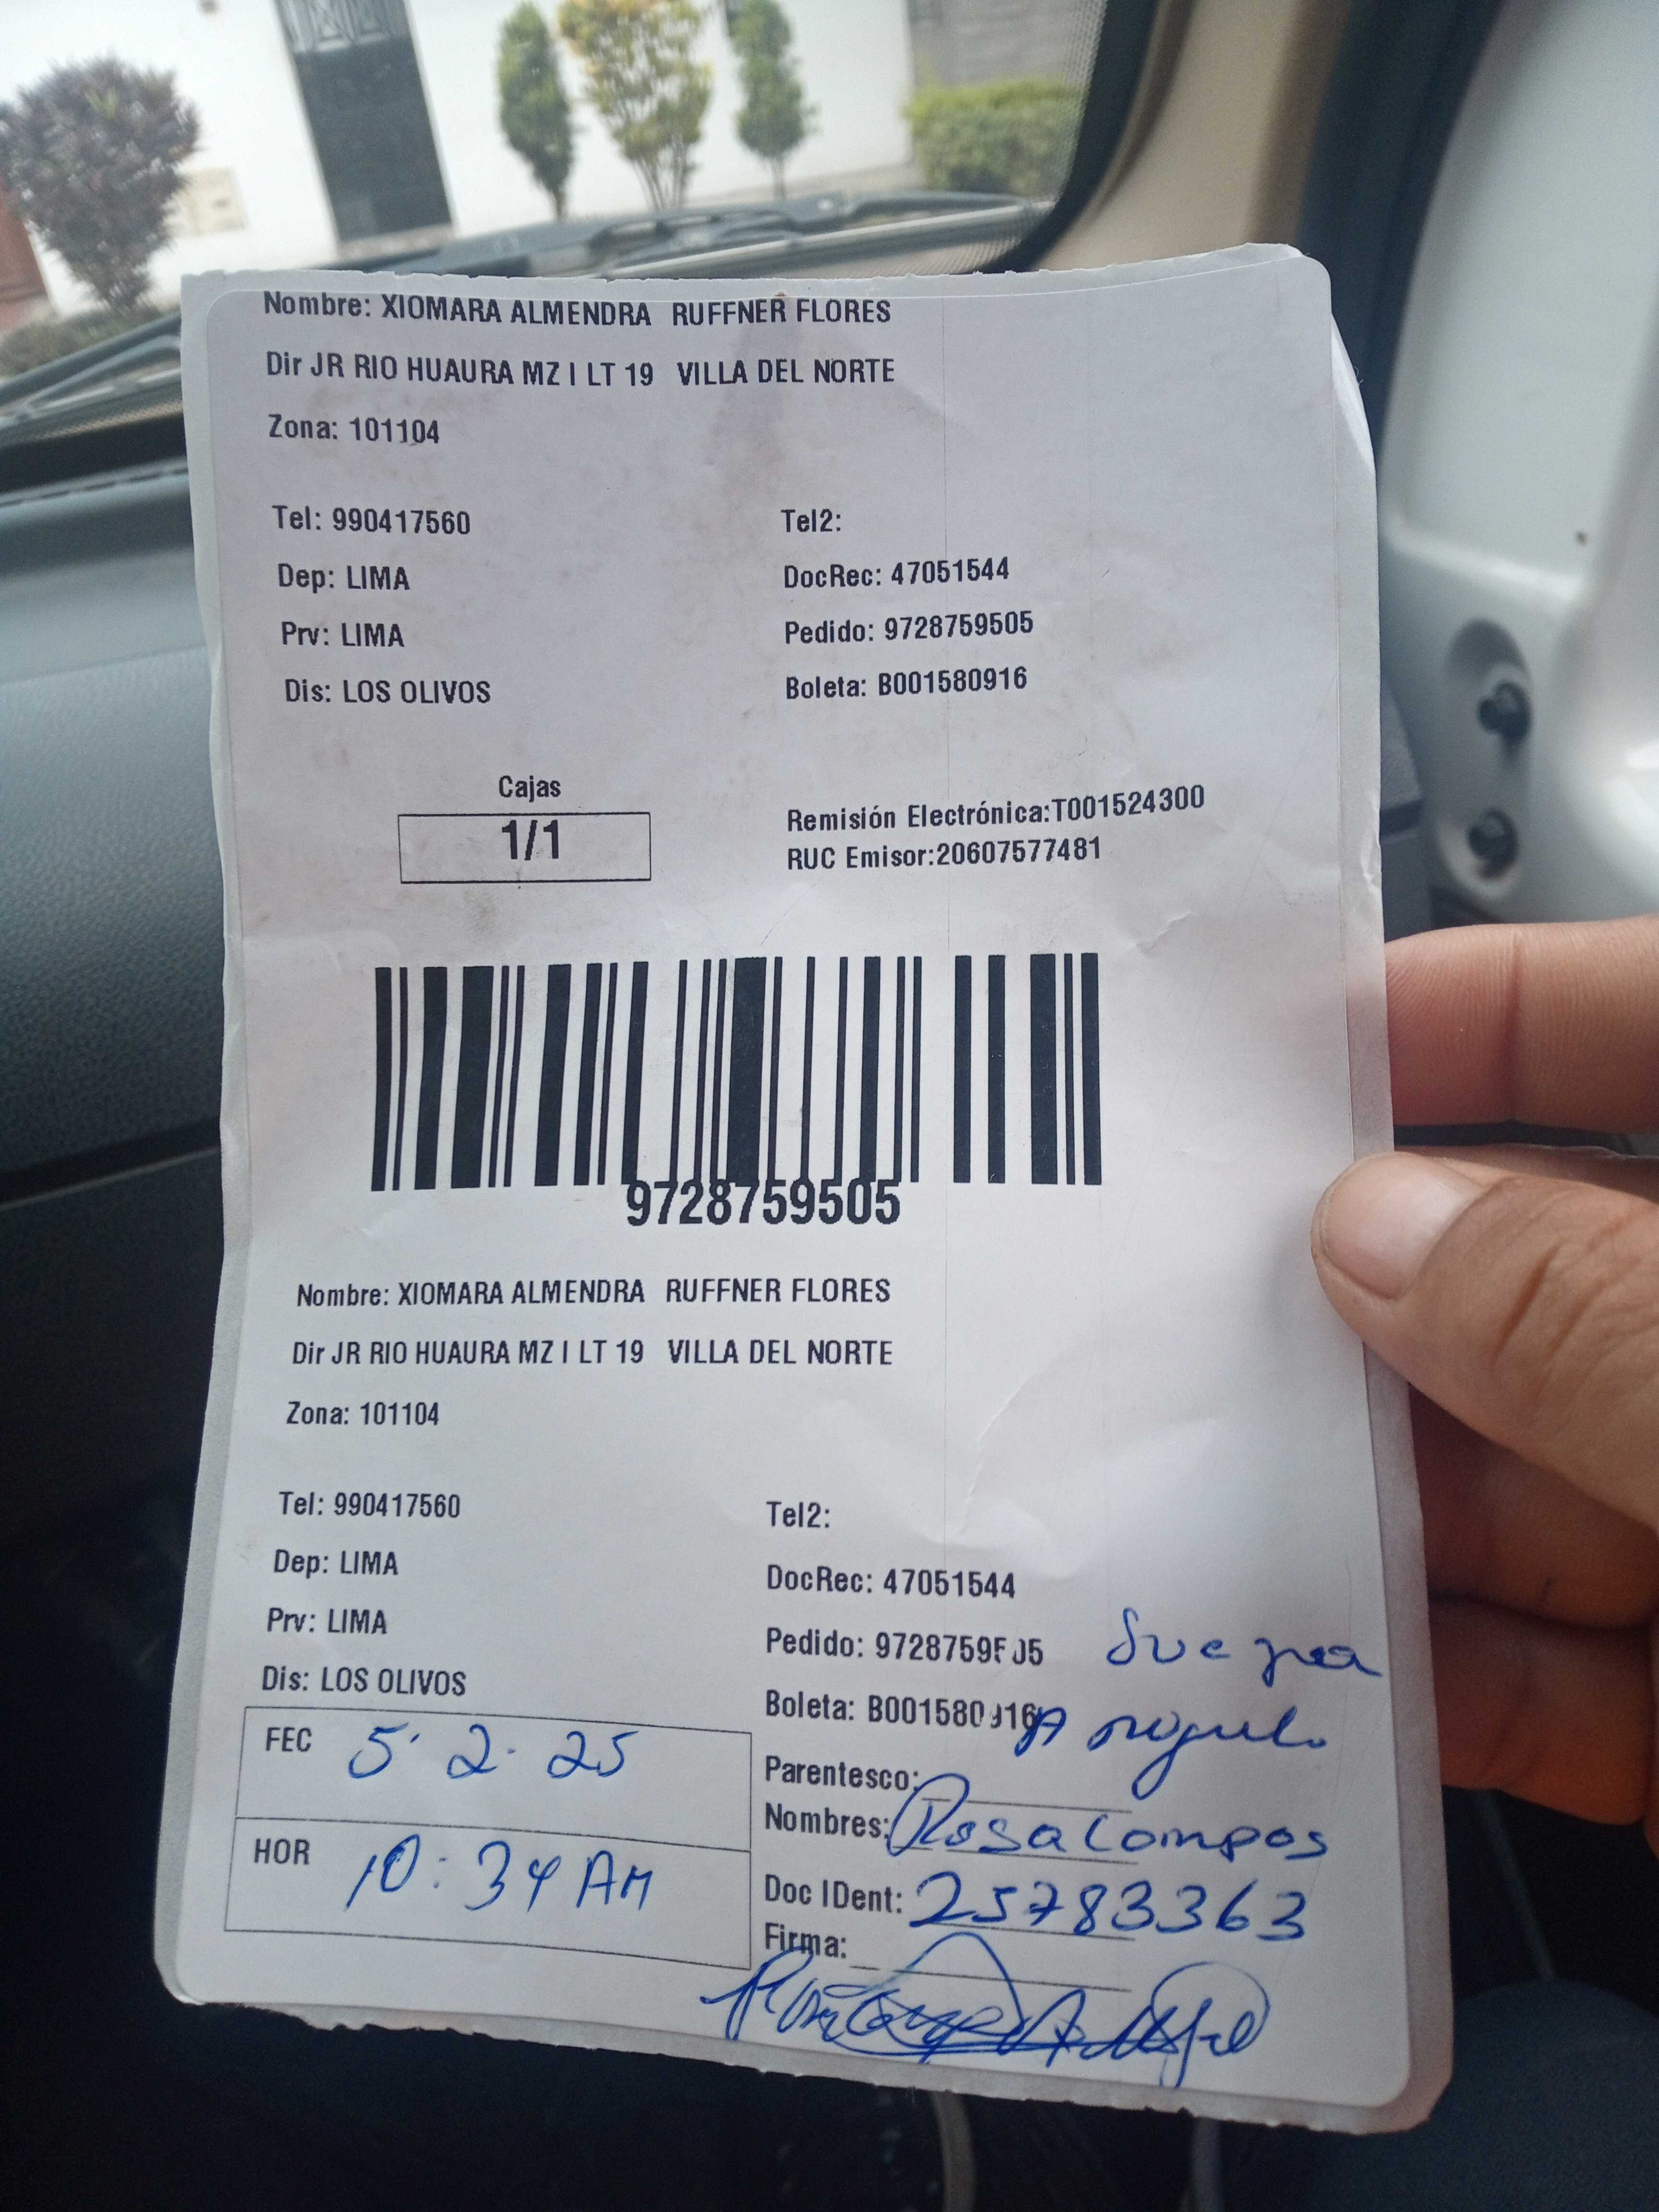 Nombre: XIOMARA ALMENDRA RUFFNER FLORES
Dir JR RIO HUAURA MZ I LT 19 VILLA DEL NORTE
Zona: 101104
Tel: 990417560 Tel2:
Dep: LIMA DocRec: 47051544
Prv: LIMA Pedido: 9728759505
Dis: LOS OLIVOS Boleta: B001580916
Cajas
1/1
Remisión Electrónica:T001524300
RUC Emisor:20607577481
9728759505
Nombre: XIOMARA ALMENDRA RUFFNER FLORES
Dir JR RIO HUAURA MZ I LT 19 VILLA DEL NORTE
Zona: 101104
Tel: 990417560 Tel2:
Dep: LIMA DocRec: 47051544
Prv: LIMA Pedido: 9728759505 Suegra
Dis: LOS OLIVOS Boleta: B001580916
FEC 5. 2. 25
HOR 10:34 AM
Parentesco:
Nombres: Rosa Campos
Doc IDent: 25783363
Firma: